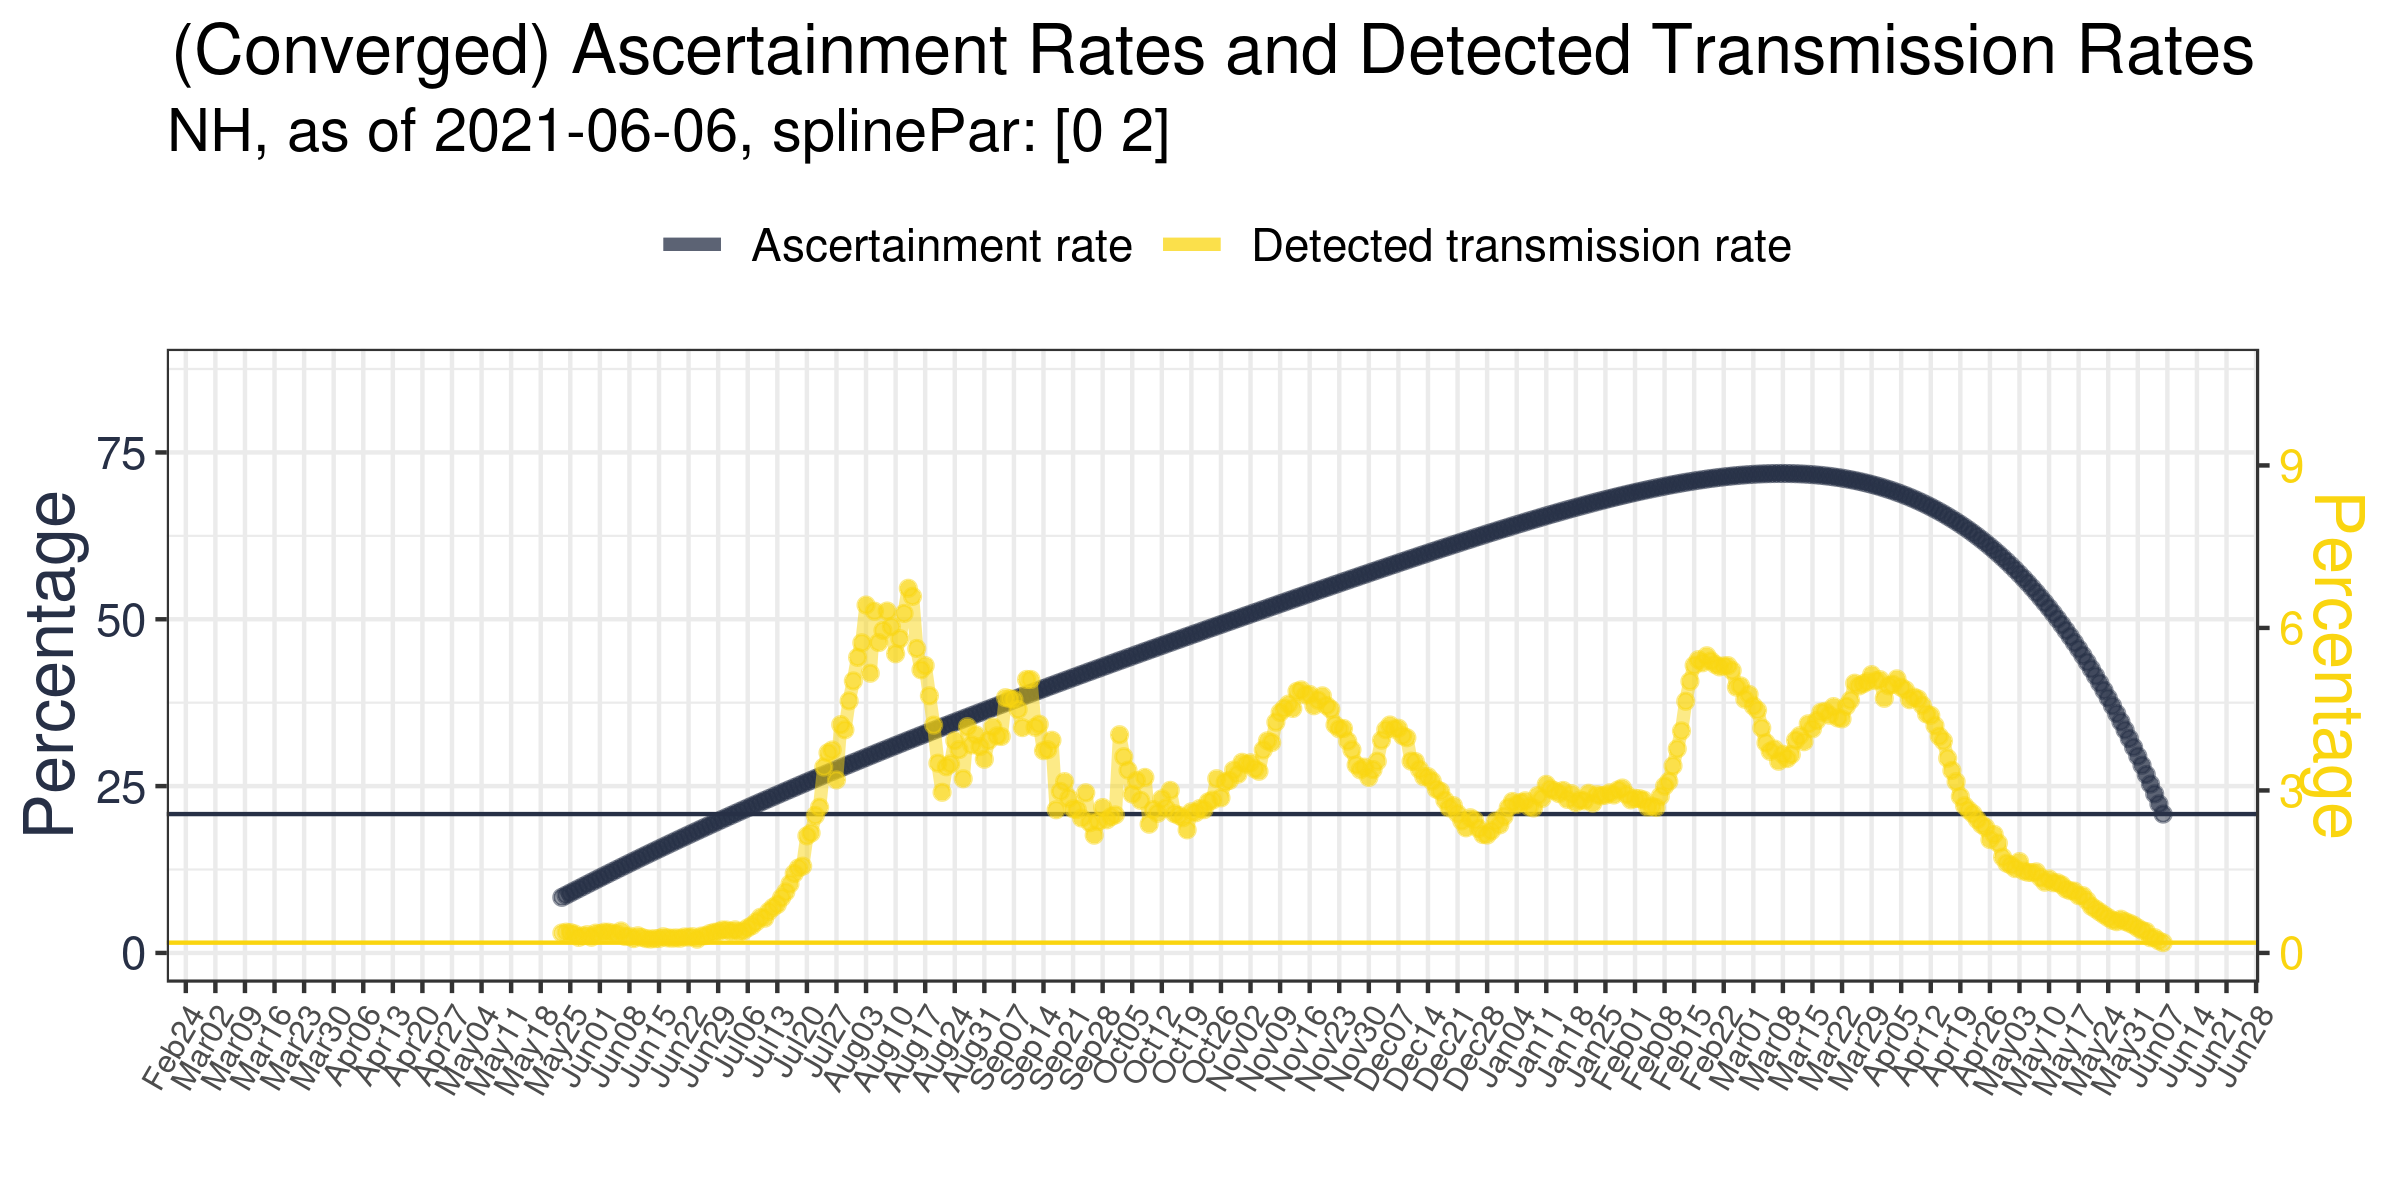 (Converged) Ascertainment Rates and Detected Transmission Rates
NH, as of 2021-06-06, splinePar: [0 2]
Ascertainment rate
Detected transmission rate
Percentage
75
50
25
0
9
6
3
0
Percentage
Feb24
Mar02
Mar09
Mar16
Mar23
Mar30
Apr06
Apr13
Apr20
Apr27
May04
May11
May18
May25
Jun01
Jun08
Jun15
Jun22
Jun29
Jul06
Jul13
Jul20
Jul27
Aug03
Aug10
Aug17
Aug24
Aug31
Sep07
Sep14
Sep21
Sep28
Oct05
Oct12
Oct19
Oct26
Nov02
Nov09
Nov16
Nov23
Nov30
Dec07
Dec14
Dec21
Dec28
Jan04
Jan11
Jan18
Jan25
Feb01
Feb08
Feb15
Feb22
Mar01
Mar08
Mar15
Mar22
Mar29
Apr05
Apr12
Apr19
Apr26
May03
May10
May17
May24
May31
Jun07
Jun14
Jun21
Jun28